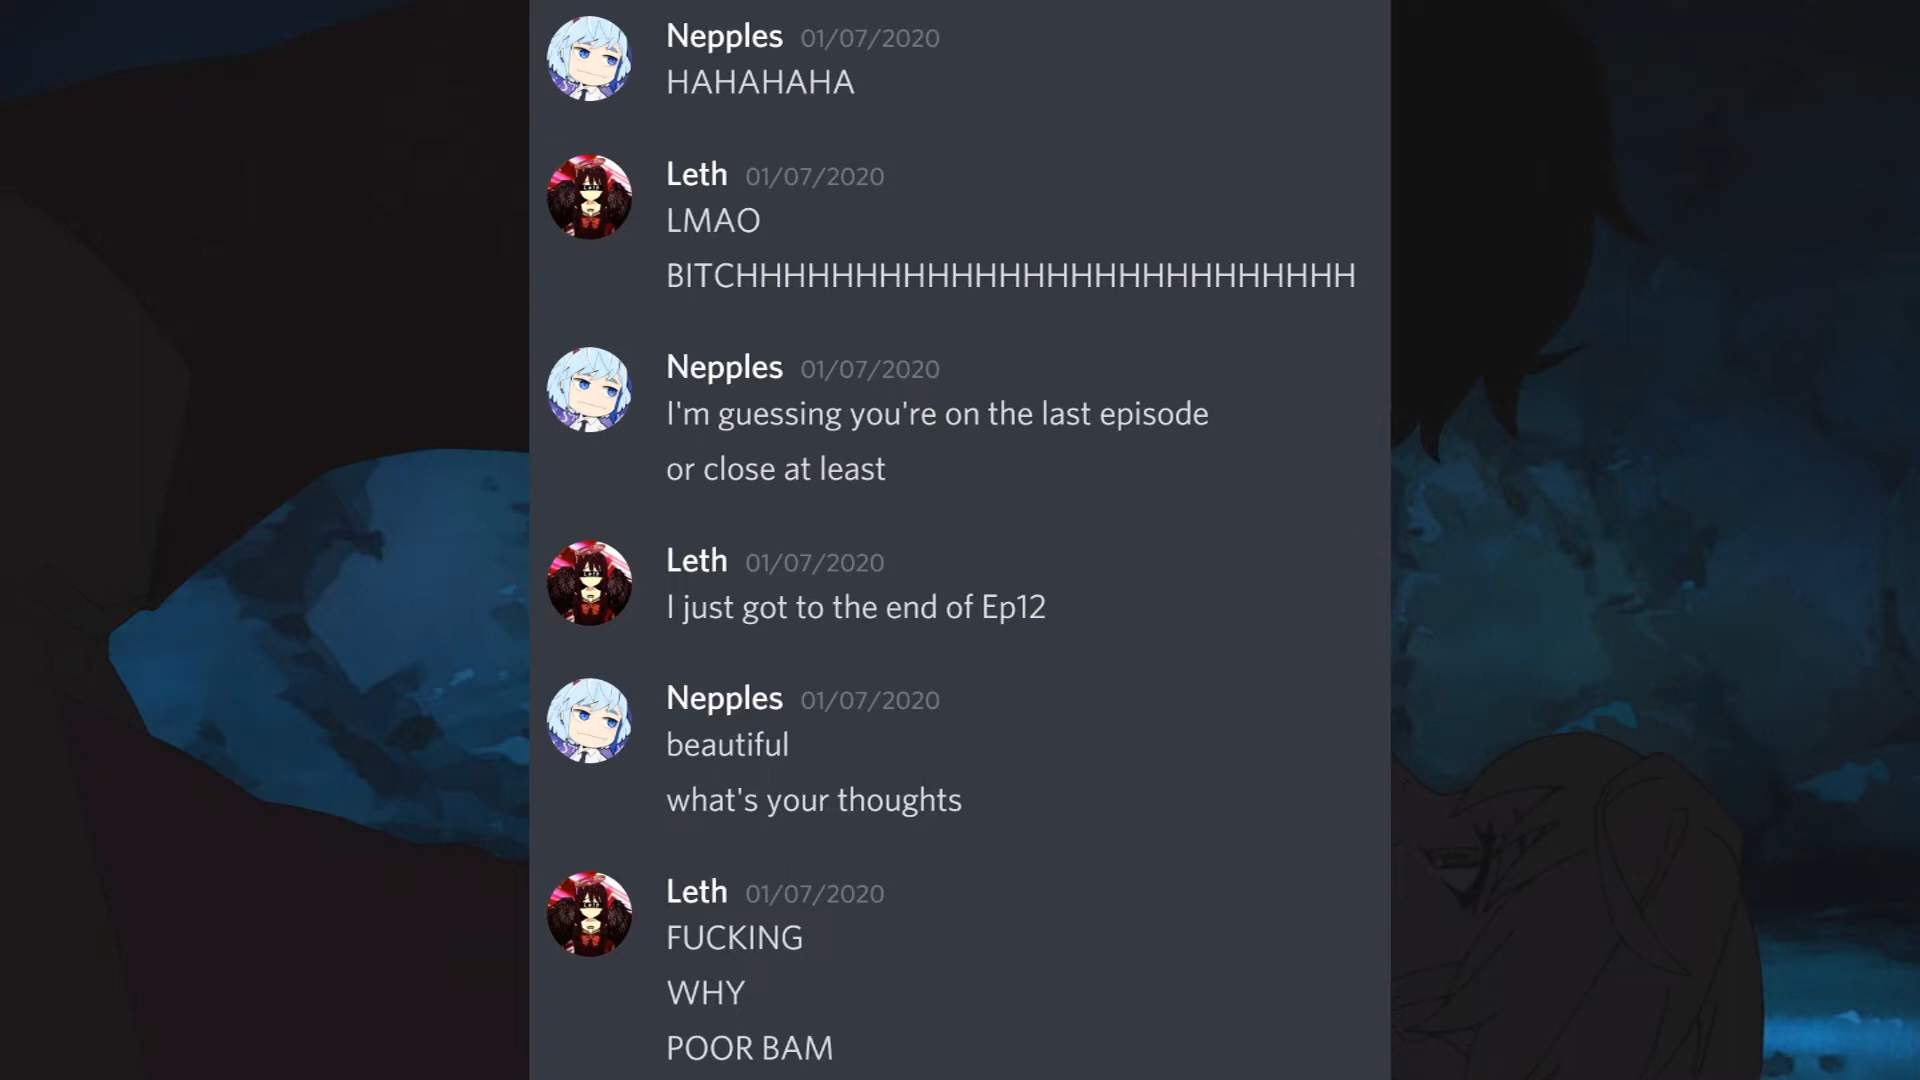 Nepples 01/07/2020
HAHAHAHA
Leth 01/07/2020
LMAO
BITCHHHHHHHHHHHHHHHHHHHHHHHHHH
Nepples 01/07/2020
I'm guessing you're on the last episode
or close at least
Leth 01/07/2020
I just got to the end of Ep12
Nepples 01/07/2020
beautiful
what's your thoughts
Leth 01/07/2020
FUCKING
WHY
POOR BAM